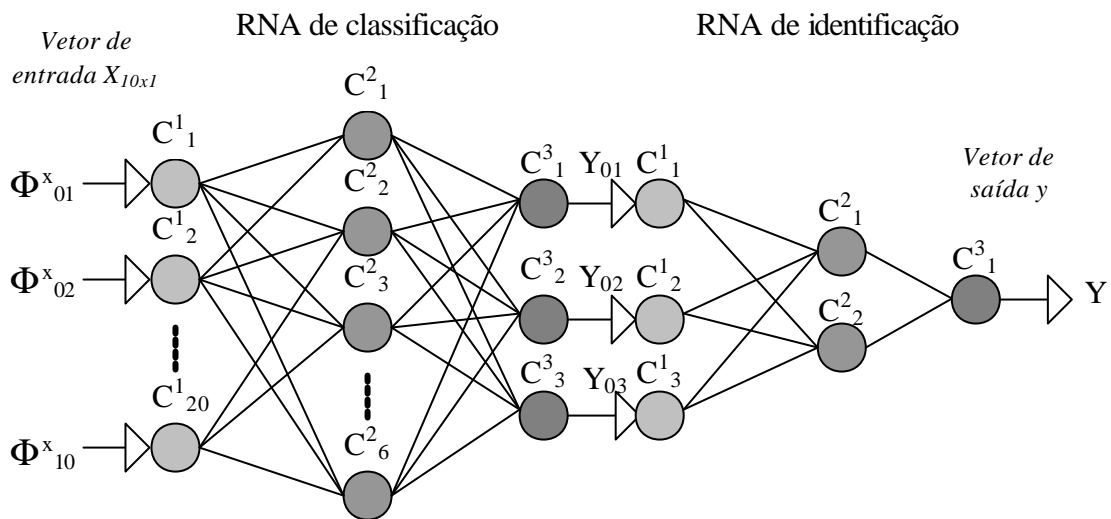 RNA de classificação
RNA de identificação
Vetor de
entrada X10x1
C¹1
C¹2
C¹20
Φˣ01
Φˣ02
Φˣ10
C²1
C²2
C²3
C²6
C³1
C³2
C³3
Y01
Y02
Y03
C¹1
C¹2
C¹3
C²1
C²2
C³1
Vetor de
saída y
Y